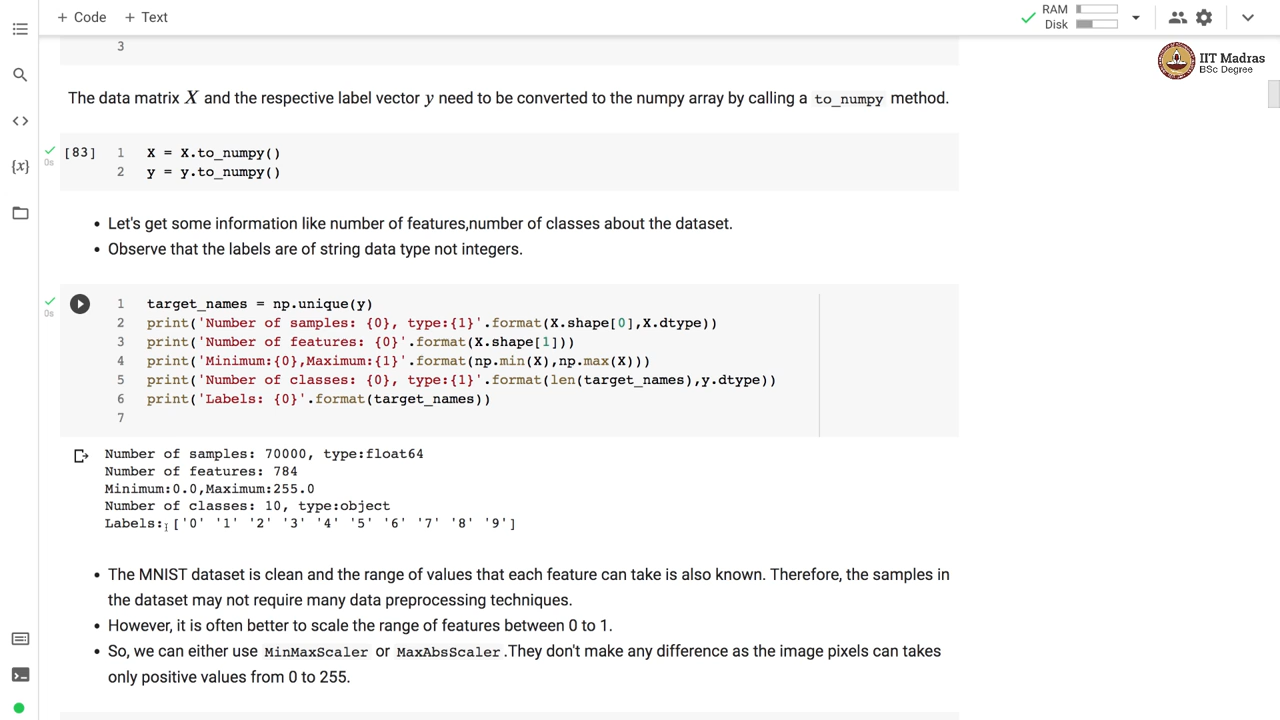 + Code + Text
RAM
Disk
IIT Madras
BSc Degree
3
The data matrix X and the respective label vector y need to be converted to the numpy array by calling a to_numpy method.
[83] 1 X = X.to_numpy()
0s
2 y = y.to_numpy()
• Let's get some information like number of features,number of classes about the dataset.
• Observe that the labels are of string data type not integers.
0s
1 target_names = np.unique(y)
2 print('Number of samples: {0}, type:{1}'.format(X.shape[0],X.dtype))
3 print('Number of features: {0}'.format(X.shape[1]))
4 print('Minimum:{0},Maximum:{1}'.format(np.min(X),np.max(X)))
5 print('Number of classes: {0}, type:{1}'.format(len(target_names),y.dtype))
6 print('Labels: {0}'.format(target_names))
7
Number of samples: 70000, type:float64
Number of features: 784
Minimum:0.0,Maximum:255.0
Number of classes: 10, type:object
Labels: ['0' '1' '2' '3' '4' '5' '6' '7' '8' '9']
• The MNIST dataset is clean and the range of values that each feature can take is also known. Therefore, the samples in
the dataset may not require many data preprocessing techniques.
• However, it is often better to scale the range of features between 0 to 1.
• So, we can either use MinMaxScaler or MaxAbsScaler.They don't make any difference as the image pixels can takes
only positive values from 0 to 255.